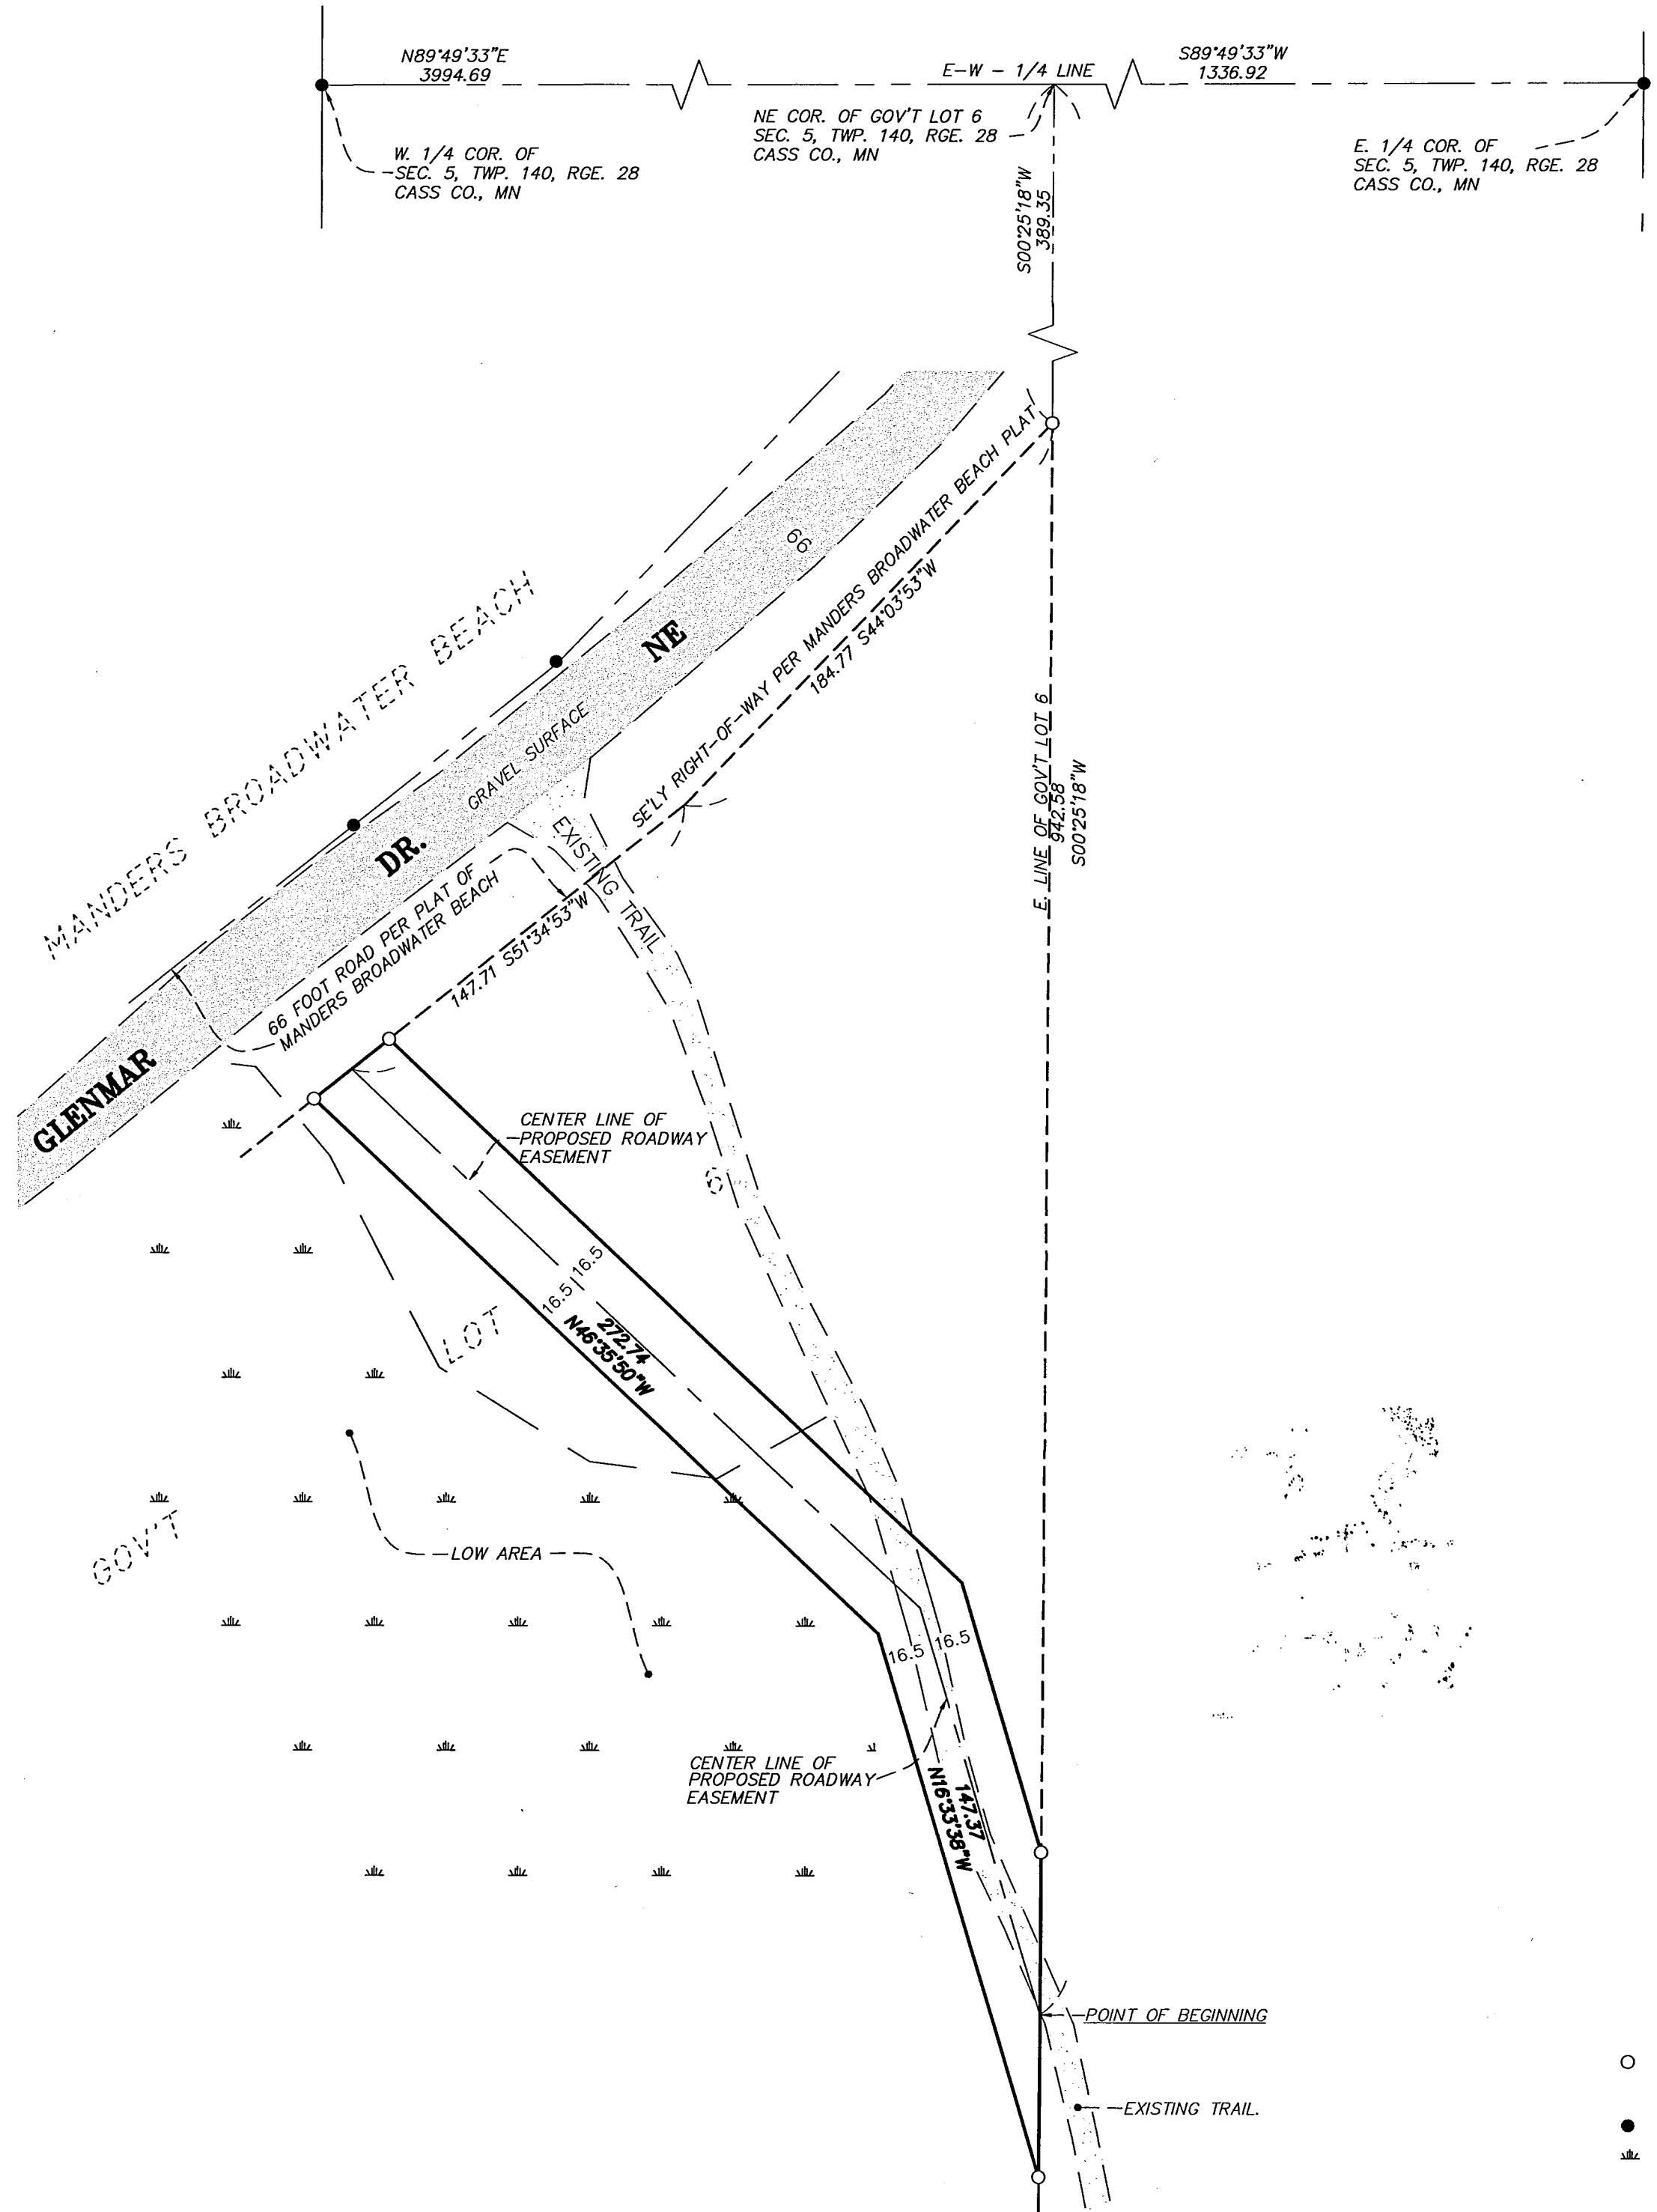 N89°49'33"E
3994.69
E-W - 1/4 LINE
S89°49'33"W
1336.92
W. 1/4 COR. OF
SEC. 5, TWP. 140, RGE. 28
CASS CO., MN
NE COR. OF GOV'T LOT 6
SEC. 5, TWP. 140, RGE. 28
CASS CO., MN
E. 1/4 COR. OF
SEC. 5, TWP. 140, RGE. 28
CASS CO., MN
S00°25'18"W
389.35
MANDERS BROADWATER BEACH
66
GLENMAR DR. NE
GRAVEL SURFACE
SE'LY RIGHT-OF-WAY PER MANDERS BROADWATER BEACH PLAT
184.77 S44°03'53"W
E. LINE OF GOV'T LOT 6
942.58
S00°25'18"W
EXISTING TRAIL
66 FOOT ROAD PER PLAT OF
MANDERS BROADWATER BEACH
147.71 S51°34'53"W
CENTER LINE OF
PROPOSED ROADWAY
EASEMENT
16.5 16.5
272.74
N46°35'50"W
GOV'T LOT 6
LOW AREA
16.5 16.5
CENTER LINE OF
PROPOSED ROADWAY
EASEMENT
147.37
N16°33'38"W
POINT OF BEGINNING
EXISTING TRAIL.